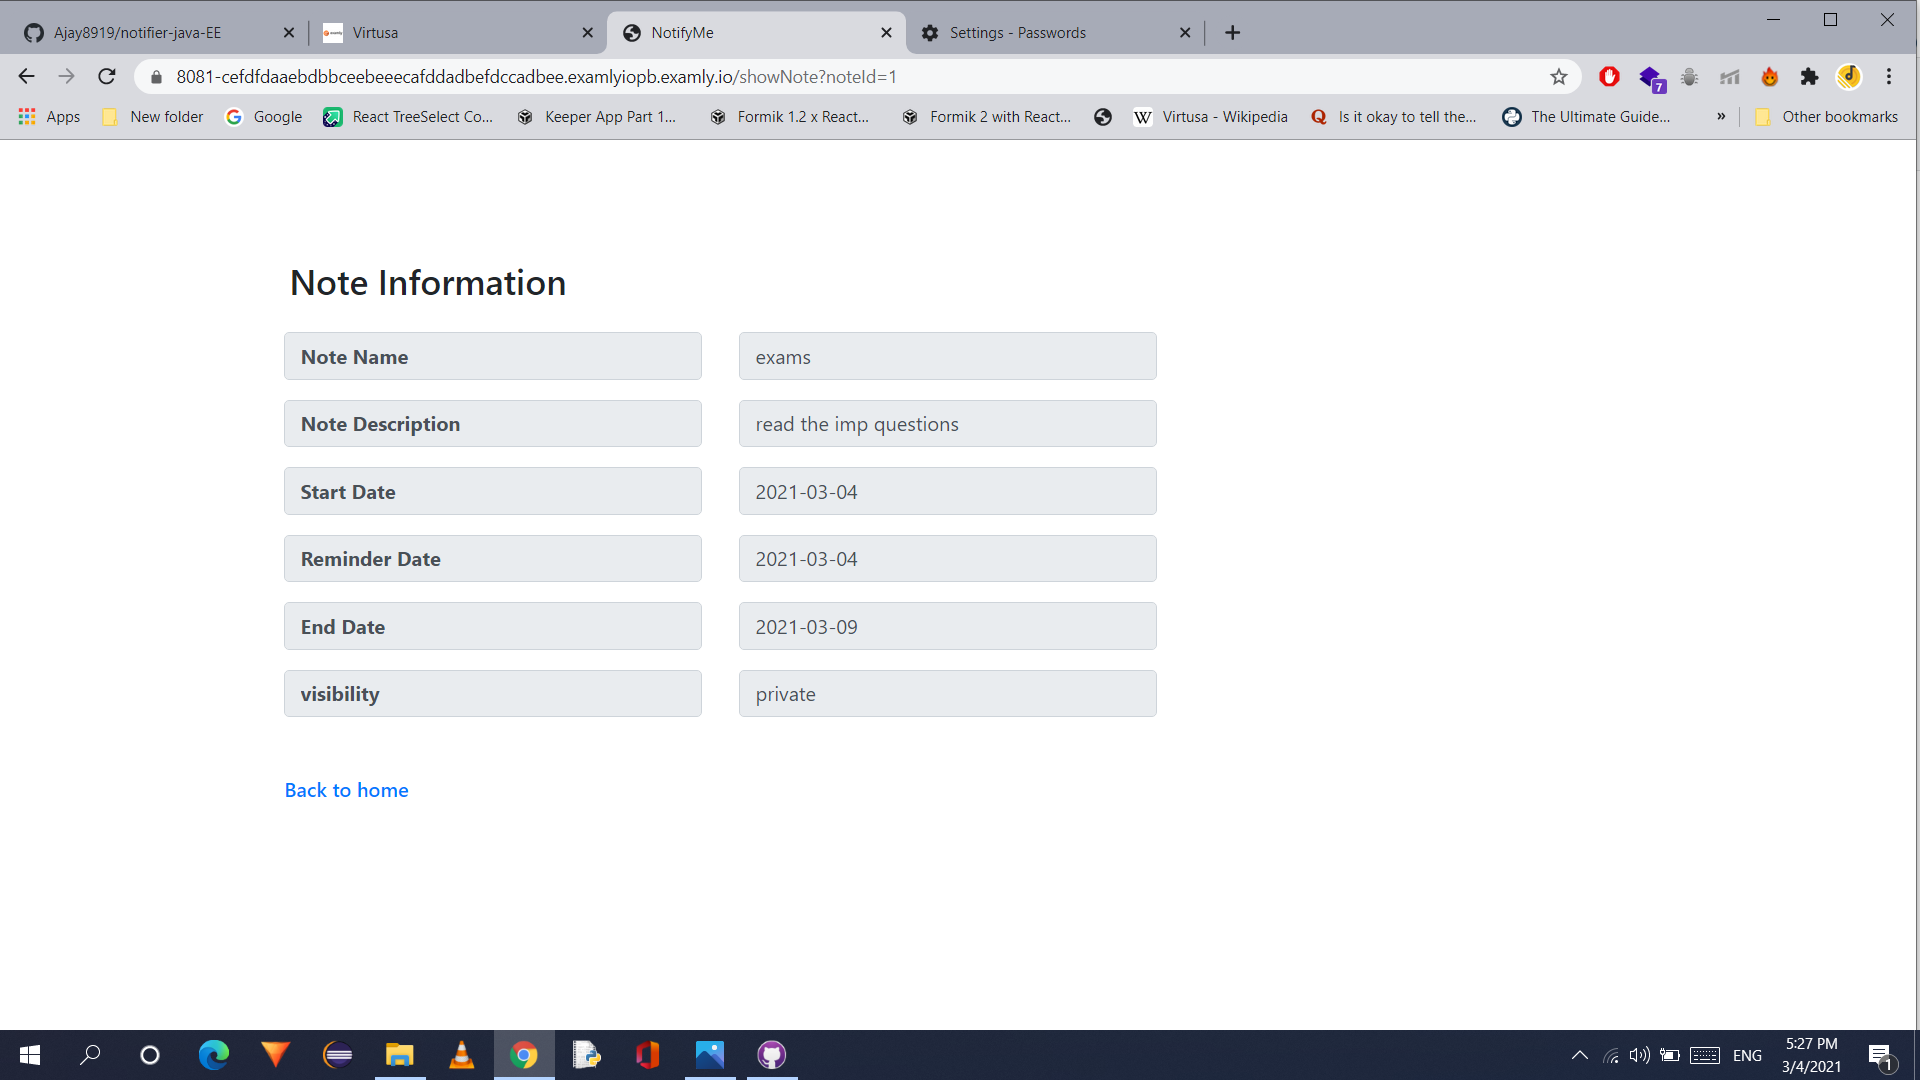 Ajay8919/notifier-java-EE
Virtusa
NotifyMe
Settings - Passwords
8081-cefdfdaaebdbbceebeeecafddadbefdccadbee.examlyiopb.examly.io/showNote?noteId=1
7
Apps
New folder
Google
React TreeSelect Co...
Keeper App Part 1...
Formik 1.2 x React...
Formik 2 with React...
Virtusa - Wikipedia
Is it okay to tell the...
The Ultimate Guide...
»
Other bookmarks
Note Information
Note Name exams
Note Description read the imp questions
Start Date 2021-03-04
Reminder Date 2021-03-04
End Date 2021-03-09
visibility private
Back to home
ENG
5:27 PM
3/4/2021
1